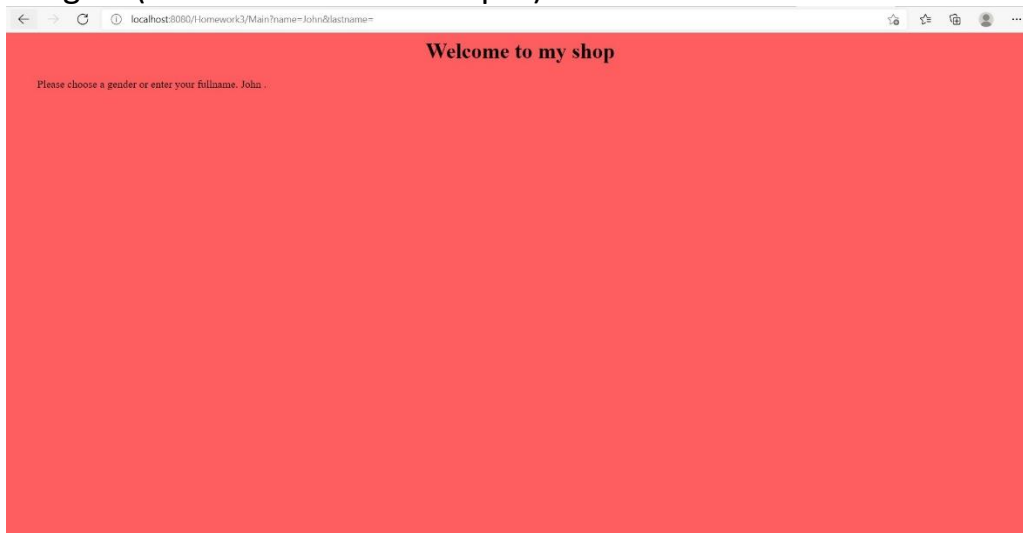 localhost:8080/Homework3/Main?name=John&lastname=
Welcome to my shop
Please choose a gender or enter your fullname. John .